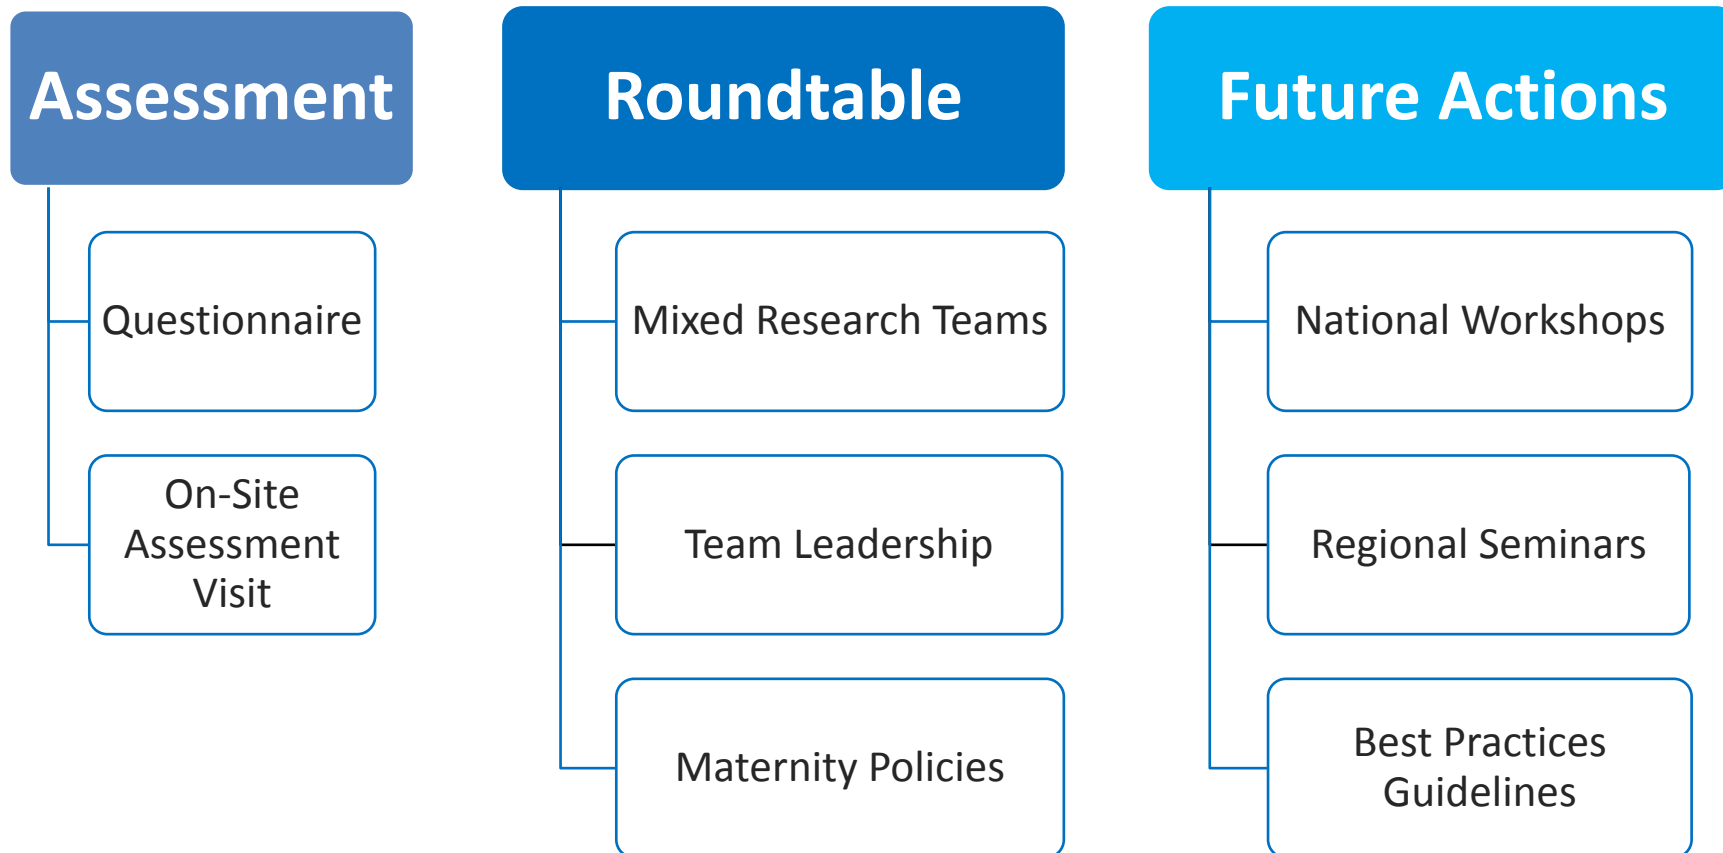 Assessment
Questionnaire
On-Site
Assessment
Visit
Roundtable
Mixed Research Teams
Team Leadership
Maternity Policies
Future Actions
National Workshops
Regional Seminars
Best Practices
Guidelines